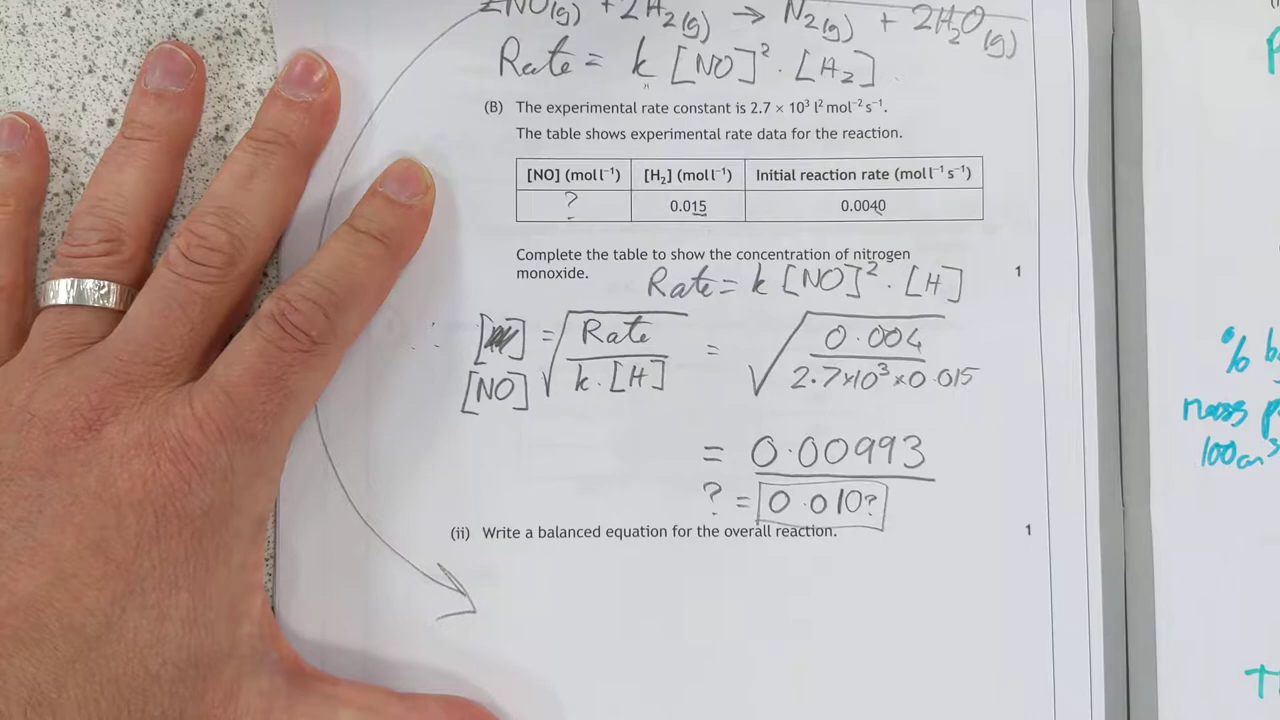 2NO(g) + 2H₂(g) → N₂(g) + 2H₂O(g)
Rate = k [NO]² · [H₂]
(B) The experimental rate constant is 2.7 × 10³ l² mol⁻² s⁻¹.
The table shows experimental rate data for the reaction.
[NO] (mol l⁻¹) [H₂] (mol l⁻¹) Initial reaction rate (mol l⁻¹ s⁻¹)
? 0.015 0.0040
Complete the table to show the concentration of nitrogen
monoxide. 1
Rate = k [NO]² · [H]
[NO] = √(Rate / k · [H]) = √(0.004 / 2.7×10³×0.015)
= 0.00993
? = 0.010?
(ii) Write a balanced equation for the overall reaction. 1
% b
mass p
100cm³
T